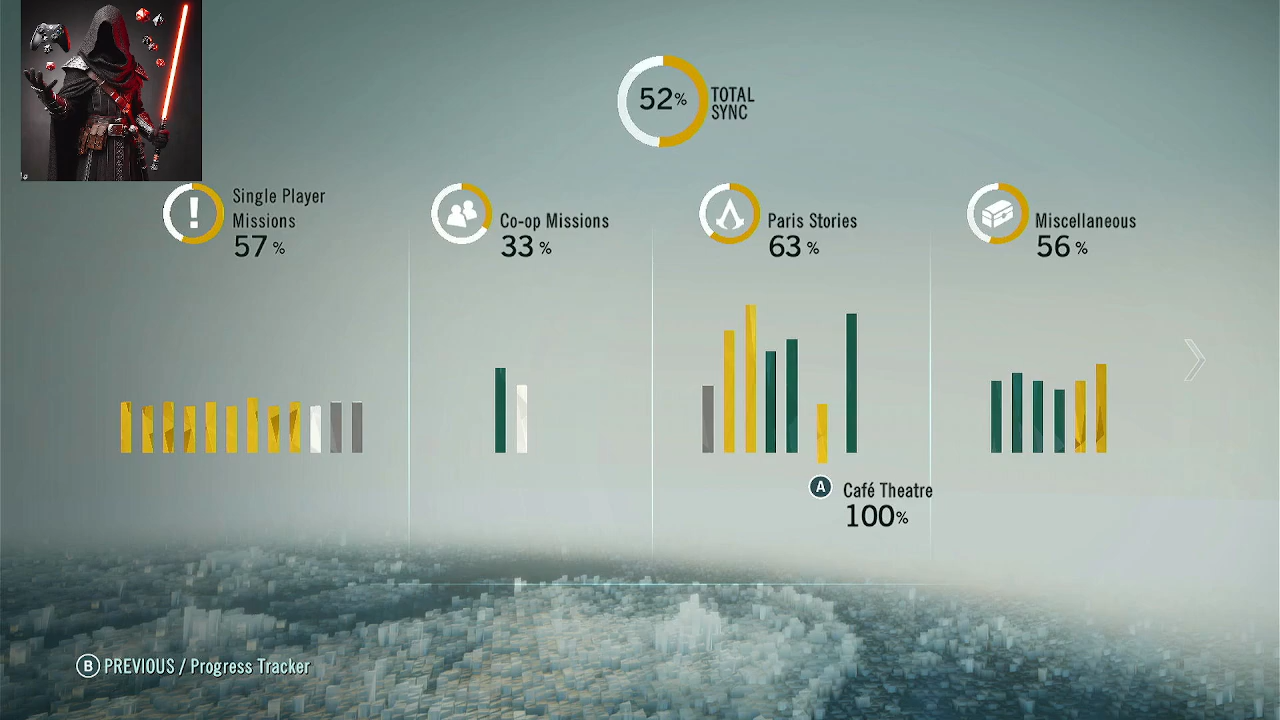 52%
TOTAL
SYNC
Single Player
Missions
57 %
Co-op Missions
33 %
Paris Stories
63 %
Miscellaneous
56 %
A
Café Theatre
100%
B PREVIOUS / Progress Tracker